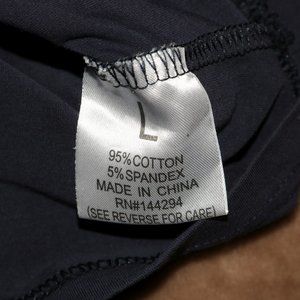 L
95% COTTON
5% SPANDEX
MADE IN CHINA
RN#144294
(SEE REVERSE FOR CARE)